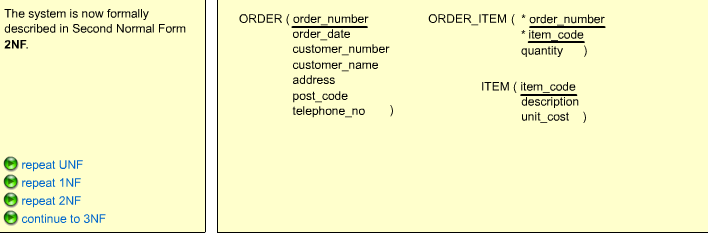 The system is now formally
described in Second Normal Form
2NF.
repeat UNF
repeat 1NF
repeat 2NF
continue to 3NF
ORDER ( order_number
order_date
customer_number
customer_name
address
post_code
telephone_no )
ORDER_ITEM ( * order_number
* item_code
quantity )
ITEM ( item_code
description
unit_cost )